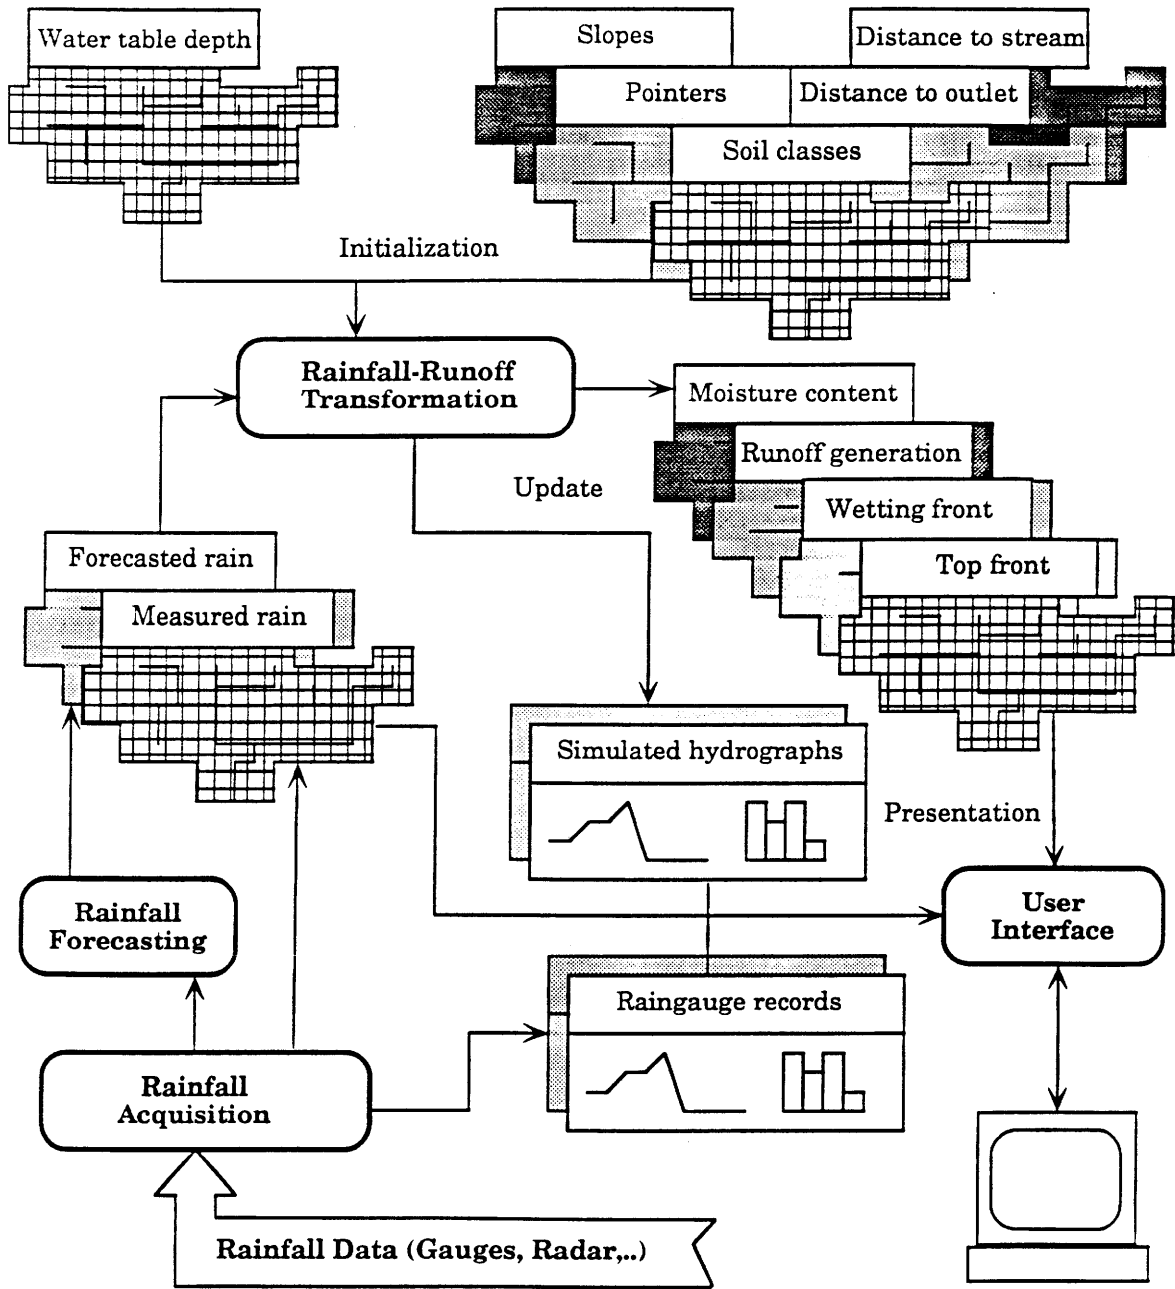 Water table depth
Slopes
Distance to stream
Pointers
Distance to outlet
Soil classes
Initialization
Rainfall-Runoff
Transformation
Moisture content
Runoff generation
Update
Wetting front
Top front
Forecasted rain
Measured rain
Simulated hydrographs
Presentation
Rainfall
Forecasting
User
Interface
Raingauge records
Rainfall
Acquisition
Rainfall Data (Gauges, Radar,..)